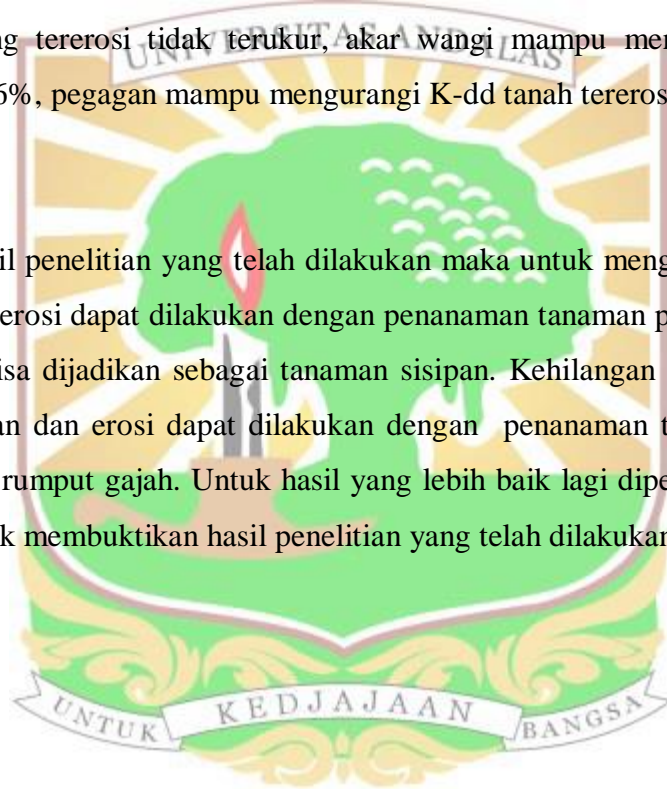 ng tererosi tidak terukur, akar wangi mampu men
UNIVERSITAS ANDALAS
6%, pegagan mampu mengurangi K-dd tanah tereros
il penelitian yang telah dilakukan maka untuk meng
erosi dapat dilakukan dengan penanaman tanaman p
isa dijadikan sebagai tanaman sisipan. Kehilangan
an dan erosi dapat dilakukan dengan penanaman t
rumput gajah. Untuk hasil yang lebih baik lagi dipe
k membuktikan hasil penelitian yang telah dilakukan
UNTUK KEDJAJAAN BANGSA